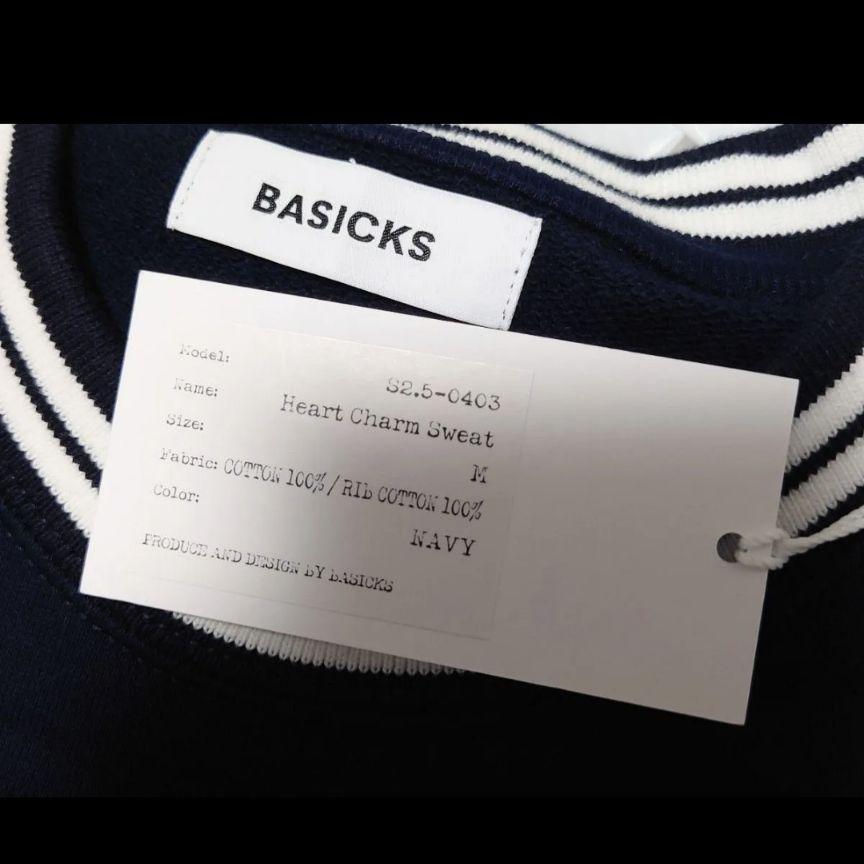 BASICKS
Model: S2.5-0403
Name: Heart Charm Sweat
Size: M
Fabric: COTTON 100% / RIB COTTON 100%
Color: NAVY
PRODUCE AND DESIGN BY BASICKS